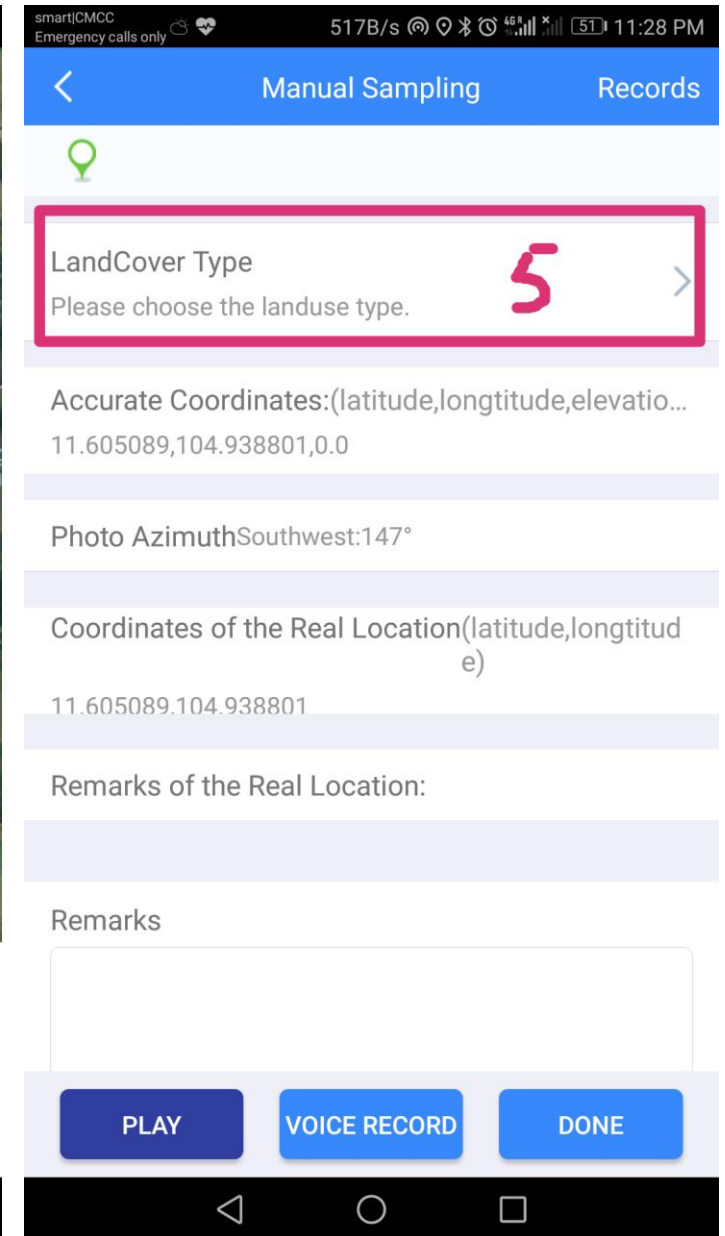 smart|CMCC
Emergency calls only
517B/s 4G R 51 11:28 PM
Manual Sampling
Records
LandCover Type
5
Please choose the landuse type.
Accurate Coordinates:(latitude,longtitude,elevatio...
11.605089,104.938801,0.0
Photo AzimuthSouthwest:147°
Coordinates of the Real Location(latitude,longtitud
e)
11.605089,104.938801
Remarks of the Real Location:
Remarks
PLAY
VOICE RECORD
DONE